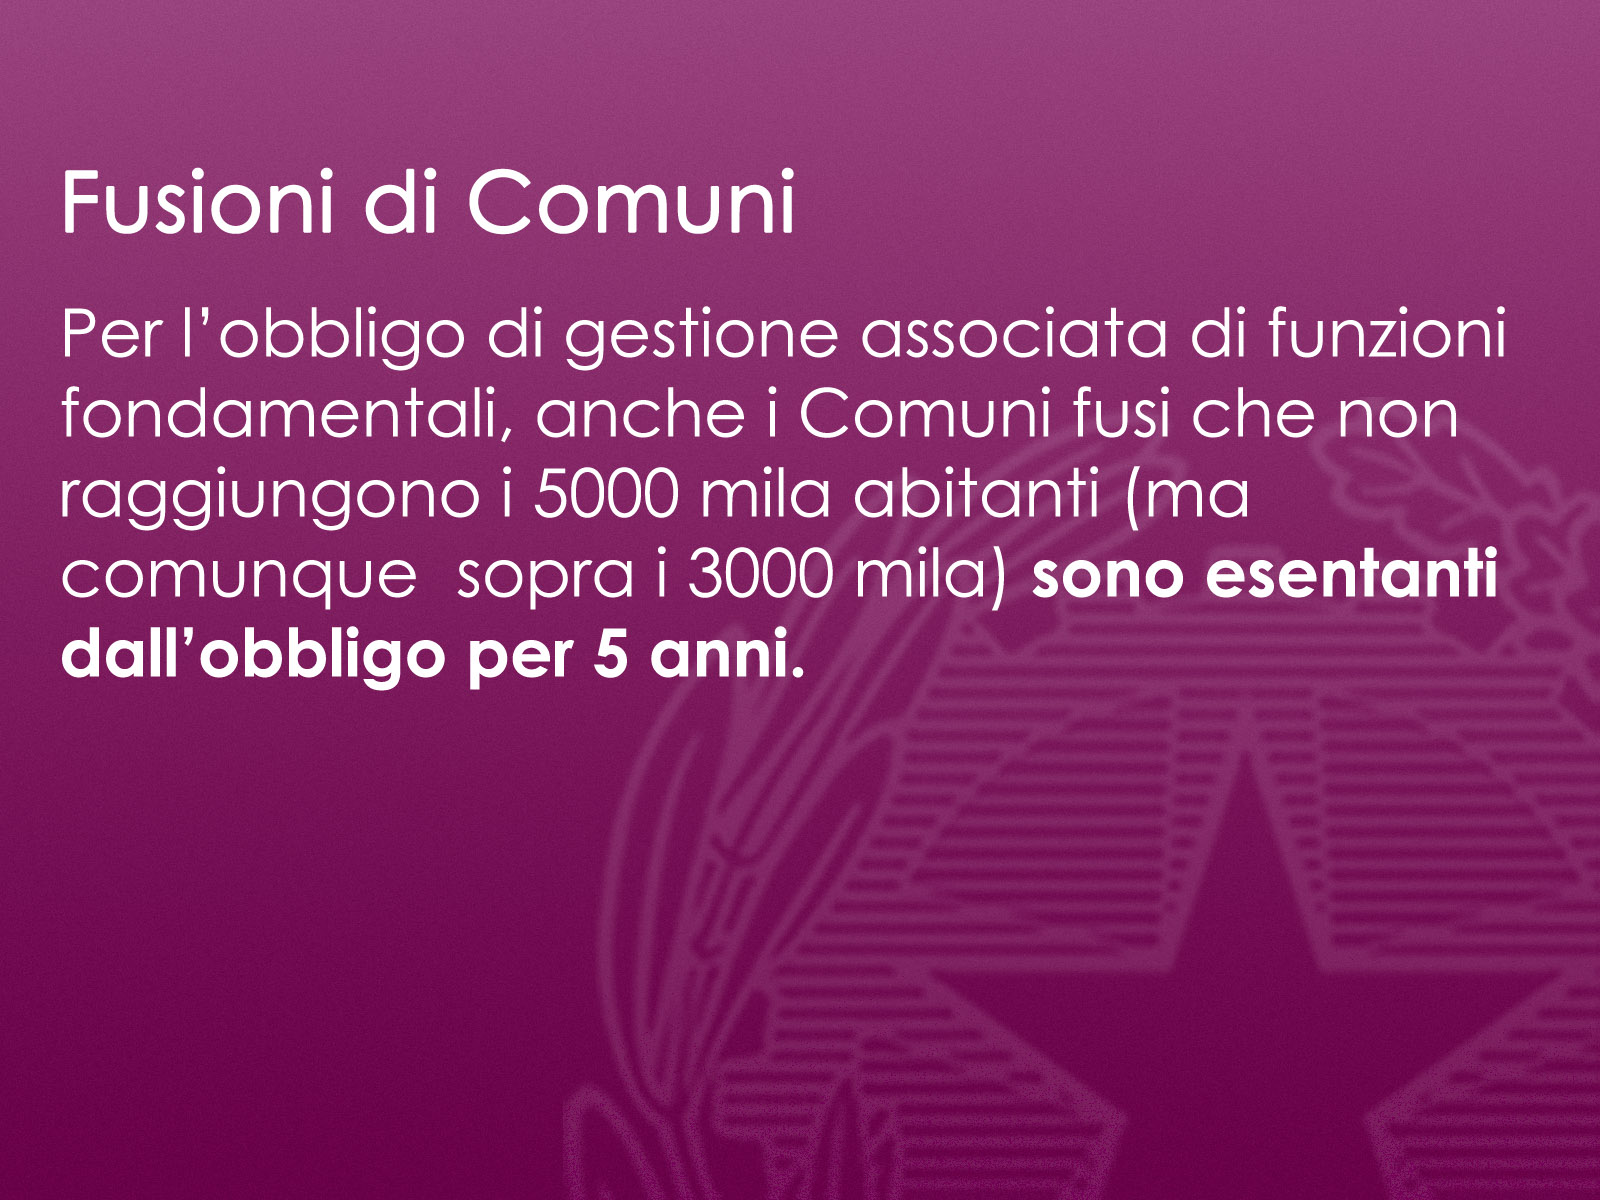 Fusioni di Comuni
Per l’obbligo di gestione associata di funzioni
fondamentali, anche i Comuni fusi che non
raggiungono i 5000 mila abitanti (ma
comunque  sopra i 3000 mila) sono esentanti
dall’obbligo per 5 anni.